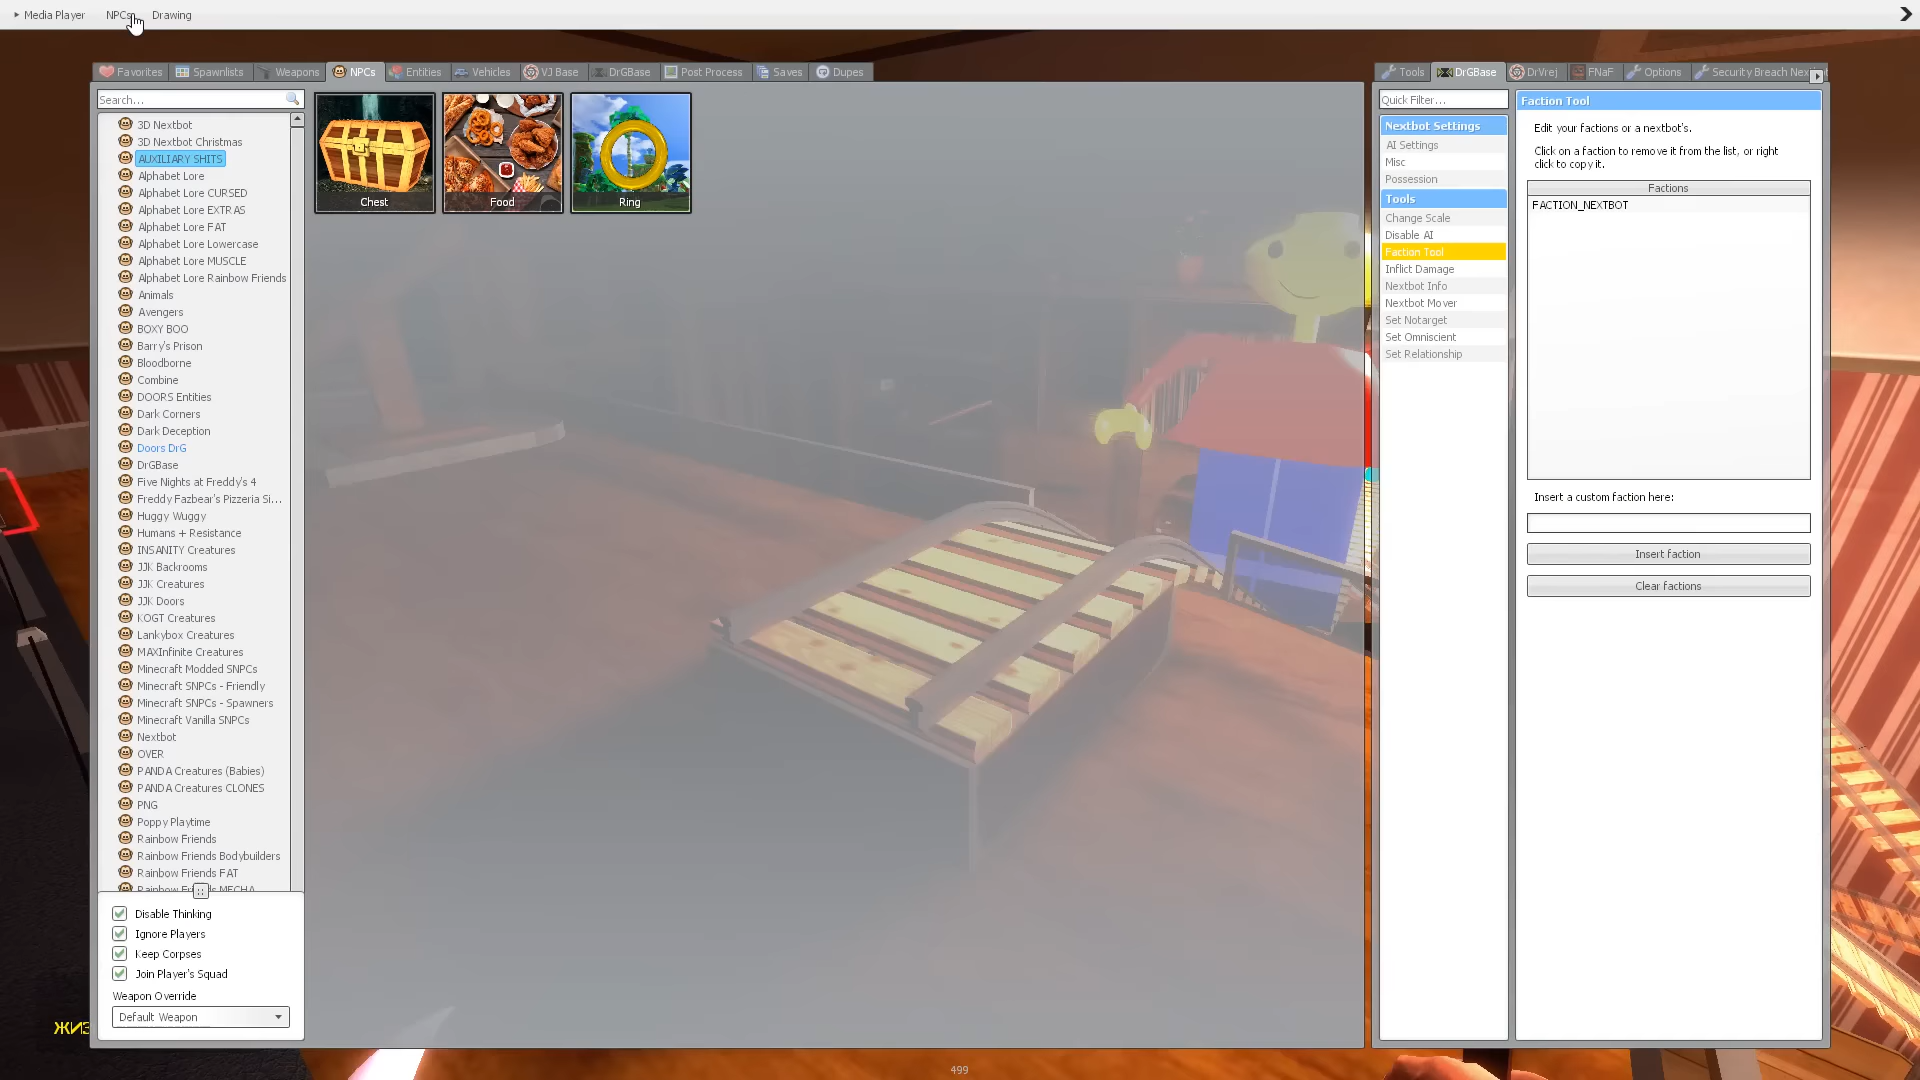 Media Player NPCs Drawing
Favorites Spawnlists Weapons NPCs Entities Vehicles VJ Base DrGBase Post Process Saves Dupes
Search...
3D Nextbot
3D Nextbot Christmas
AUXILIARY SHITS
Alphabet Lore
Alphabet Lore CURSED
Alphabet Lore EXTRAS
Alphabet Lore FAT
Alphabet Lore Lowercase
Alphabet Lore MUSCLE
Alphabet Lore Rainbow Friends
Animals
Avengers
BOXY BOO
Barry's Prison
Bloodborne
Combine
DOORS Entities
Dark Corners
Dark Deception
Doors DrG
DrGBase
Five Nights at Freddy's 4
Freddy Fazbear's Pizzeria Si...
Huggy Wuggy
Humans + Resistance
INSANITY Creatures
JJK Backrooms
JJK Creatures
JJK Doors
KOGT Creatures
Lankybox Creatures
MAXInfinite Creatures
Minecraft Modded SNPCs
Minecraft SNPCs - Friendly
Minecraft SNPCs - Spawners
Minecraft Vanilla SNPCs
Nextbot
OVER
PANDA Creatures (Babies)
PANDA Creatures CLONES
PNG
Poppy Playtime
Rainbow Friends
Rainbow Friends Bodybuilders
Rainbow Friends FAT
Rainbow Friends MECHA
Disable Thinking
Ignore Players
Keep Corpses
Join Player's Squad
Weapon Override
Default Weapon
Chest
Food
Ring
Tools DrGBase DrVrej FNaF Options Security Breach Nex
Quick Filter...
Nextbot Settings
AI Settings
Misc
Possession
Tools
Change Scale
Disable AI
Faction Tool
Inflict Damage
Nextbot Info
Nextbot Mover
Set Notarget
Set Omniscient
Set Relationship
Faction Tool
Edit your factions or a nextbot's.
Click on a faction to remove it from the list, or right
click to copy it.
Factions
FACTION_NEXTBOT
Insert a custom faction here:
Insert faction
Clear factions
ЖИЗ
499